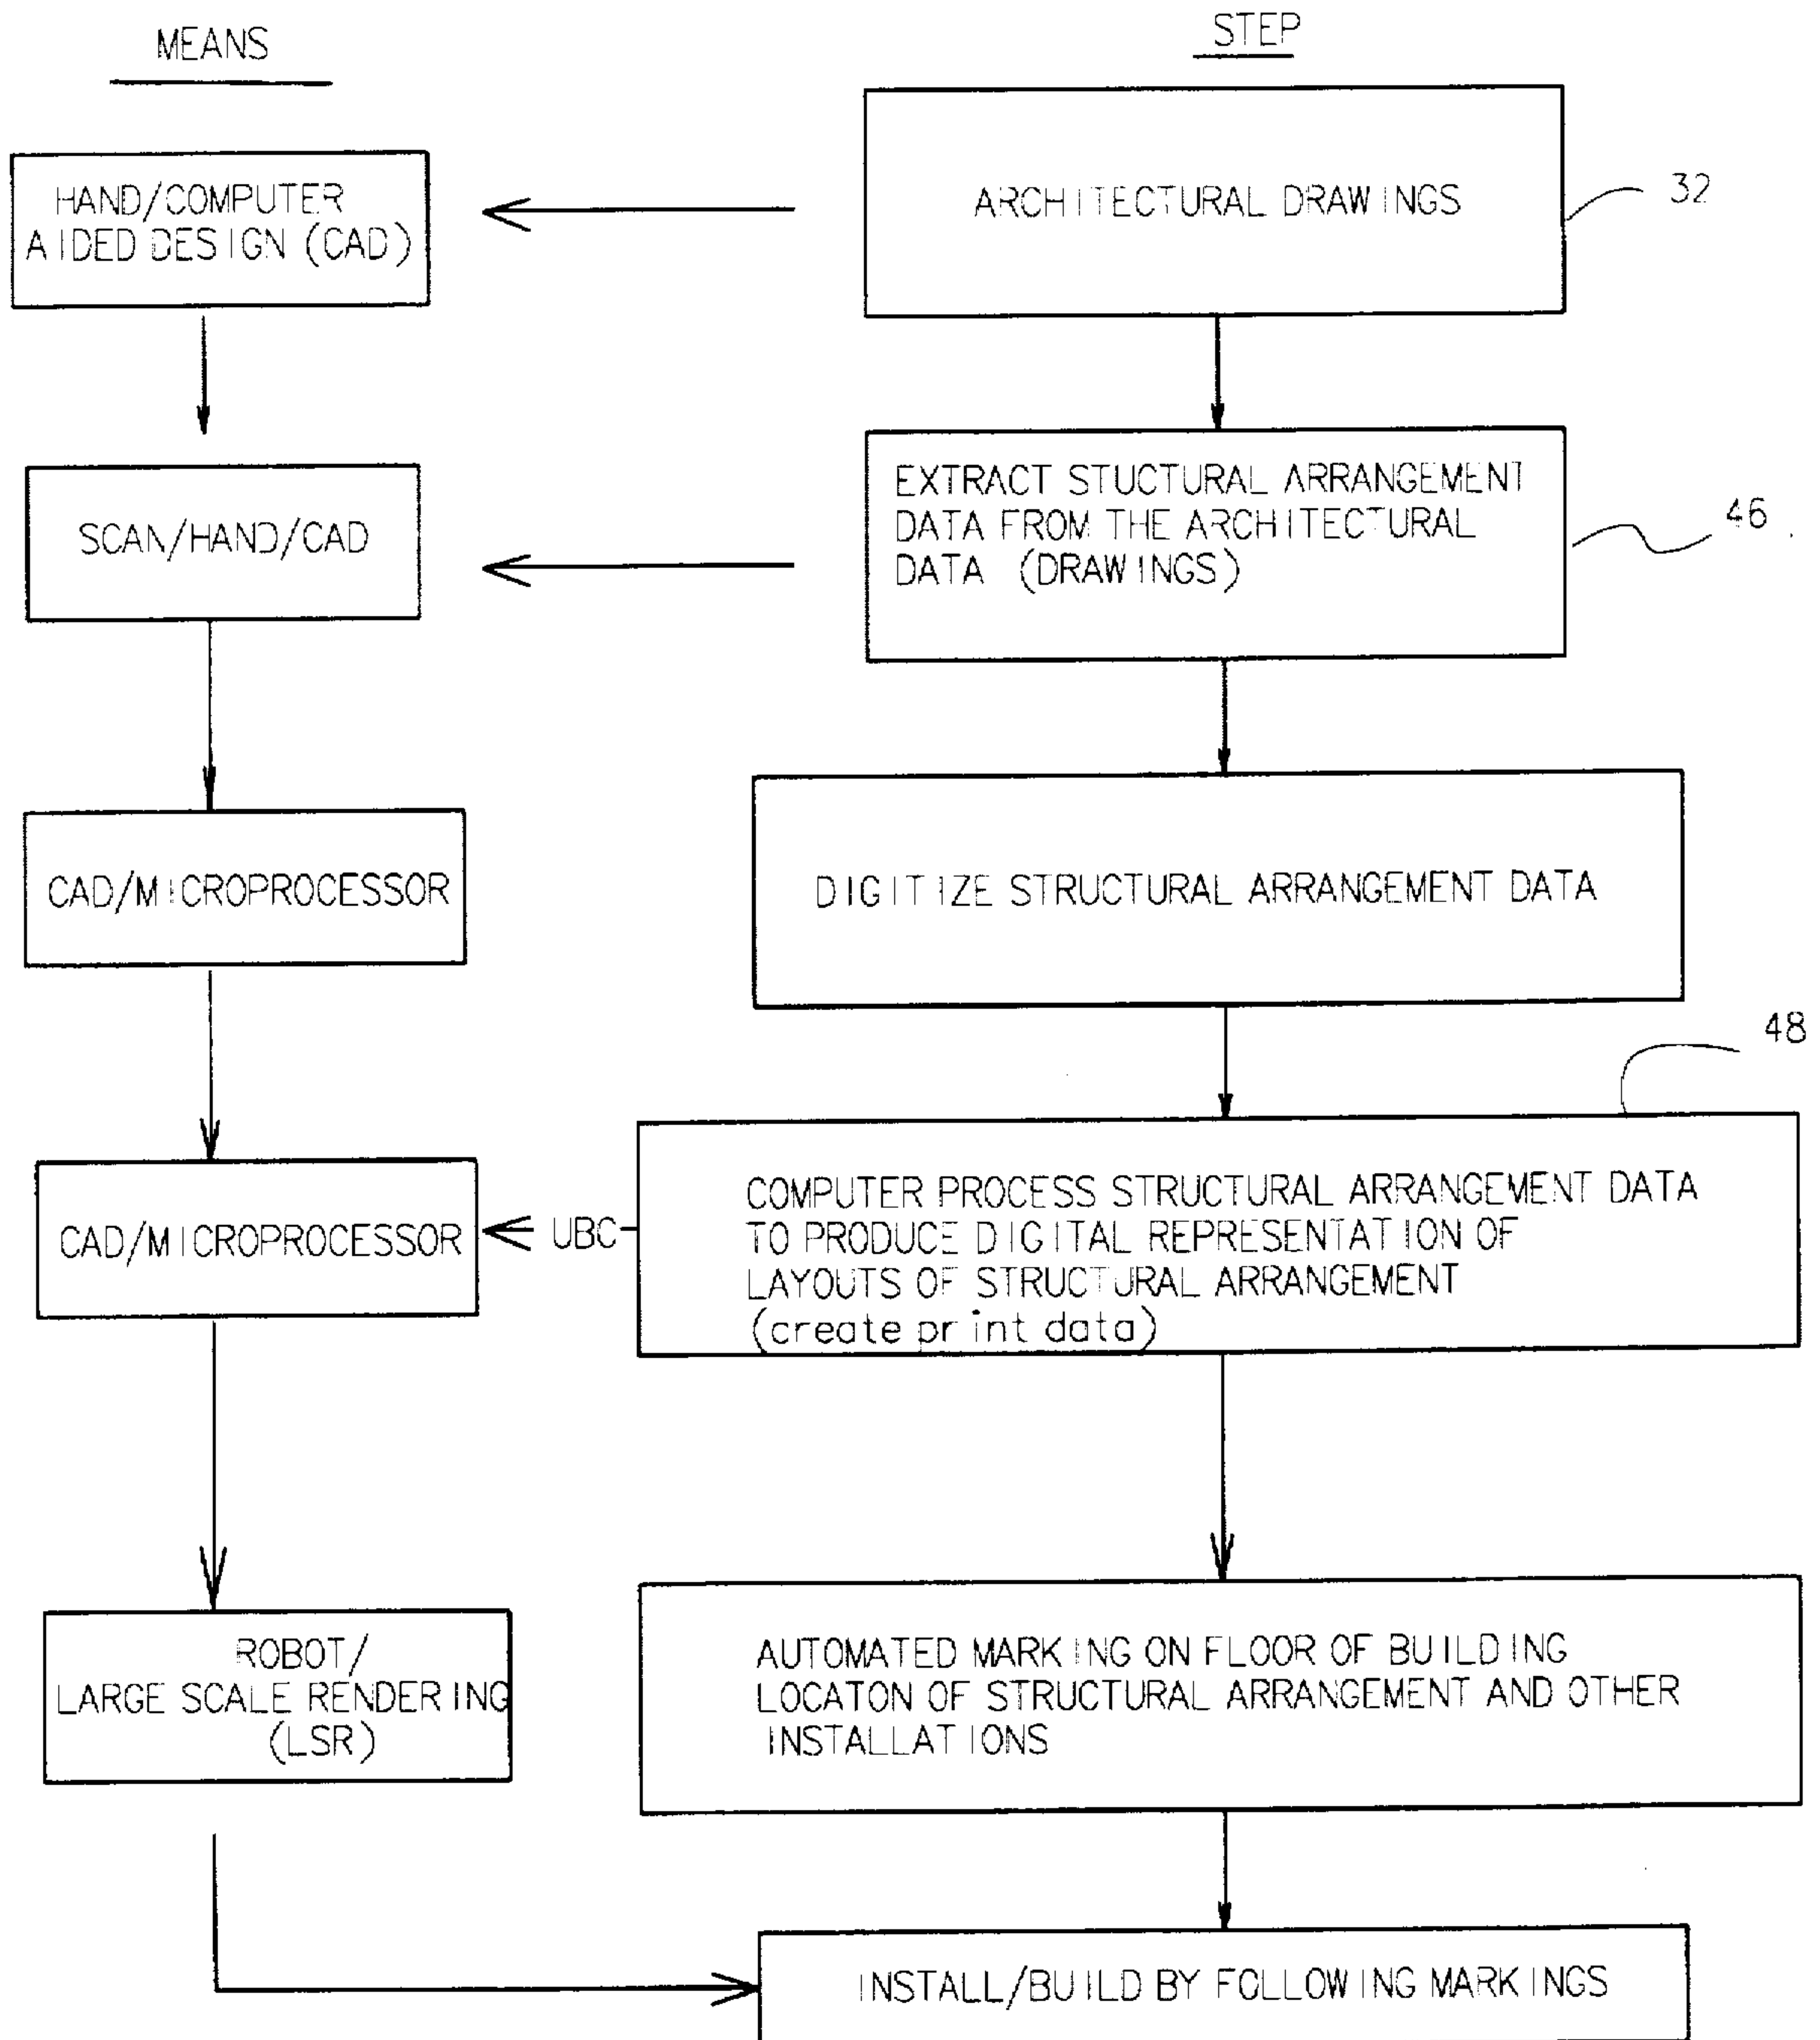 MEANS
STEP
HAND/COMPUTER
AIDED DESIGN (CAD)
ARCHITECTURAL DRAWINGS
32
SCAN/HAND/CAD
EXTRACT STUCTURAL ARRANGEMENT
DATA FROM THE ARCHITECTURAL
DATA (DRAWINGS)
46
CAD/MICROPROCESSOR
DIGITIZE STRUCTURAL ARRANGEMENT DATA
48
CAD/MICROPROCESSOR
UBC
COMPUTER PROCESS STRUCTURAL ARRANGEMENT DATA
TO PRODUCE DIGITAL REPRESENTATION OF
LAYOUTS OF STRUCTURAL ARRANGEMENT
(create print data)
ROBOT/
LARGE SCALE RENDERING
(LSR)
AUTOMATED MARKING ON FLOOR OF BUILDING
LOCATON OF STRUCTURAL ARRANGEMENT AND OTHER
INSTALLATIONS
INSTALL/BUILD BY FOLLOWING MARKINGS